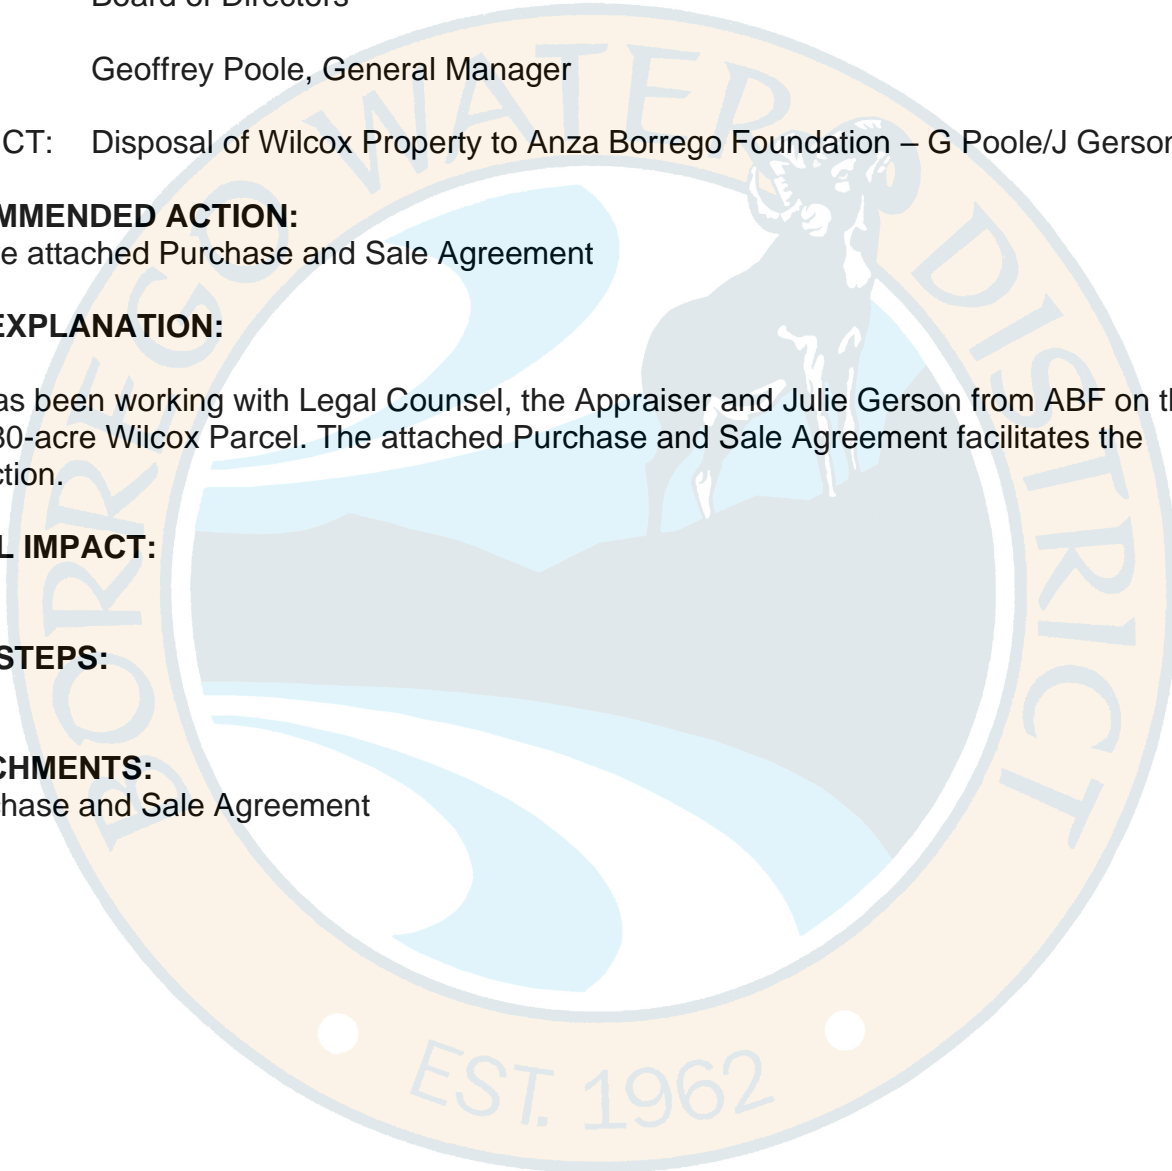 Board of Directors
Geoffrey Poole, General Manager
CT: Disposal of Wilcox Property to Anza Borrego Foundation – G Poole/J Gerson
MMENDED ACTION:
e attached Purchase and Sale Agreement
EXPLANATION:
as been working with Legal Counsel, the Appraiser and Julie Gerson from ABF on th
80-acre Wilcox Parcel. The attached Purchase and Sale Agreement facilitates the
ction.
L IMPACT:
STEPS:
CHMENTS:
chase and Sale Agreement
BORREGO WATER DISTRICT
EST. 1962